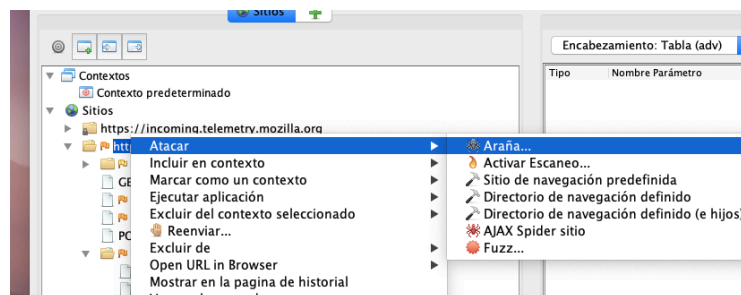 Sitios
Encabezamiento: Tabla (adv)
Tipo Nombre Parámetro
Contextos
Contexto predeterminado
Sitios
https://incoming.telemetry.mozilla.org
Atacar
Incluir en contexto
Marcar como un contexto
Ejecutar aplicación
Excluir del contexto seleccionado
Reenviar...
Excluir de
Open URL in Browser
Mostrar en la pagina de historial
Araña...
Activar Escaneo...
Sitio de navegación predefinida
Directorio de navegación definido
Directorio de navegación definido (e hijos)
AJAX Spider sitio
Fuzz...